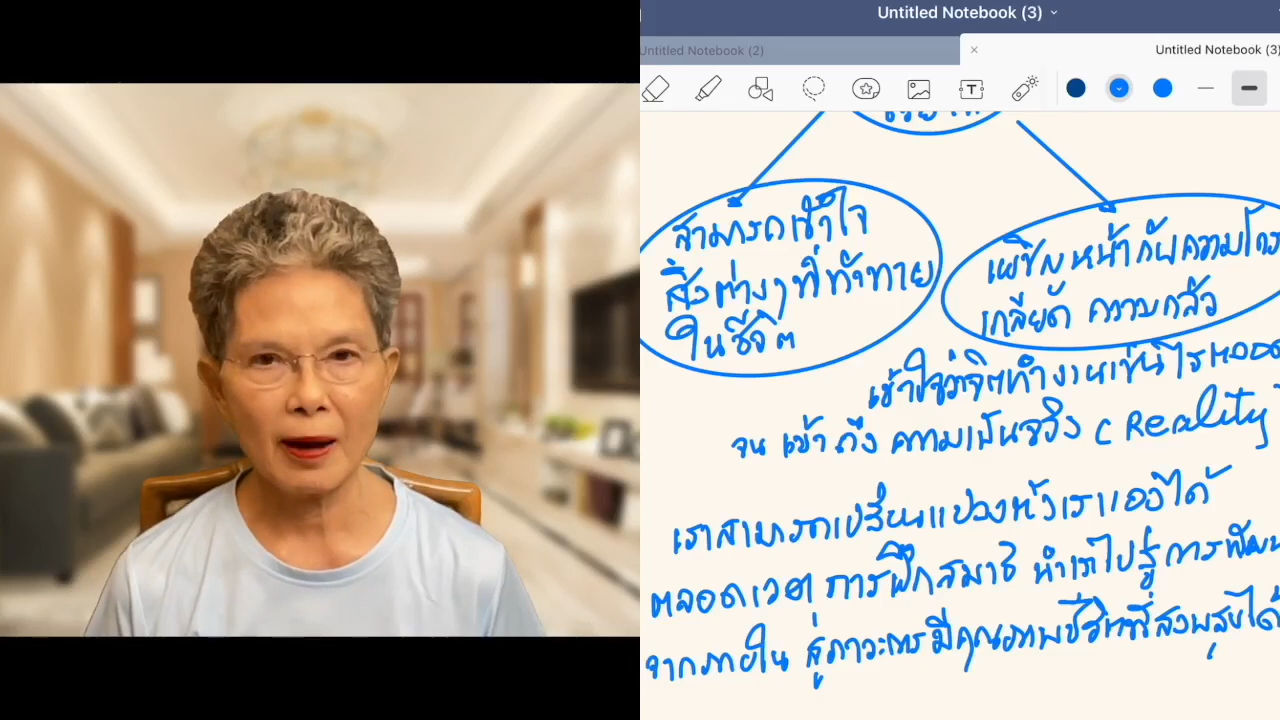 Untitled Notebook (3)
Untitled Notebook (2)
Untitled Notebook (3)
T
สามารถเข้าใจ
สิ่งต่างๆ ที่ท้าทาย
ในชีวิต
เผชิญหน้ากับความโกร
เกลียด ความกลัว
เข้าใจว่าจิตทำงานเช่นไรตลอด
จน เข้าถึง ความเป็นจริง ( Reality
เราสามารถเปลี่ยนแปลงตัวเราเองได้
ตลอดเวลา การฝึกสมาธิ นำเราไปสู่ การพัฒน
จากภายใน สู่ภาวะการมีคุณภาพชีวิตที่สงบสุขได้